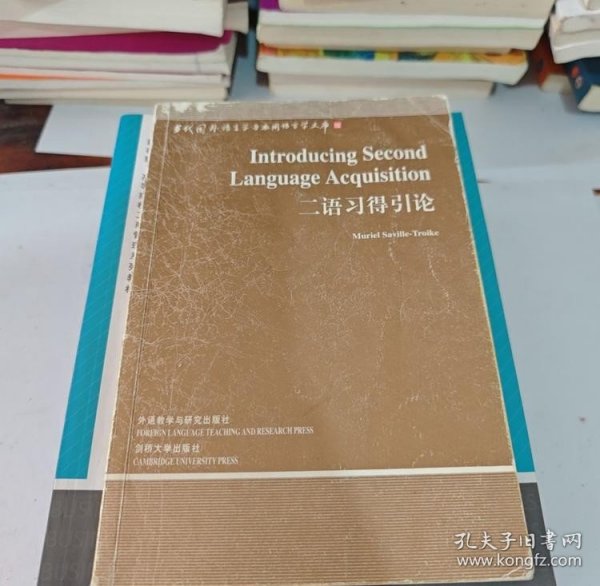 当代国外语言学与应用语言学文库
Introducing Second
Language Acquisition
二语习得引论
Muriel Saville-Troike
外语教学与研究出版社
FOREIGN LANGUAGE TEACHING AND RESEARCH PRESS
剑桥大学出版社
CAMBRIDGE UNIVERSITY PRESS
孔夫子旧书网
www.kongfz.com